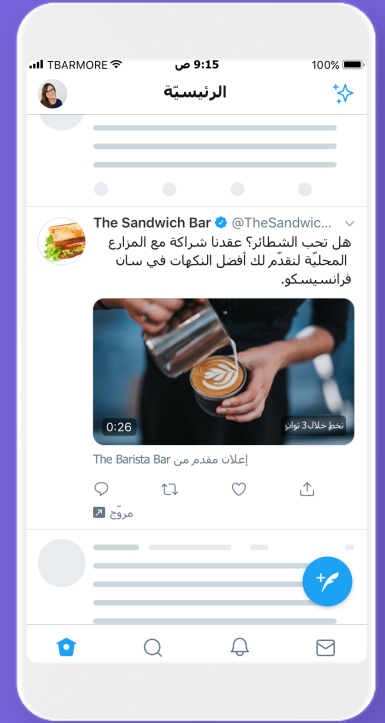 TBARMORE 9:15 ص 100%
الرئيسيّة
The Sandwich Bar @TheSandwic...
هل تحب الشطائر؟ عقدنا شراكة مع المزارع
المحليّة لنقدّم لك أفضل النكهات في سان
فرانسيسكو.
0:26 تخطٍ خلال 3 ثوانٍ
إعلان مقدم من The Barista Bar
مروّج